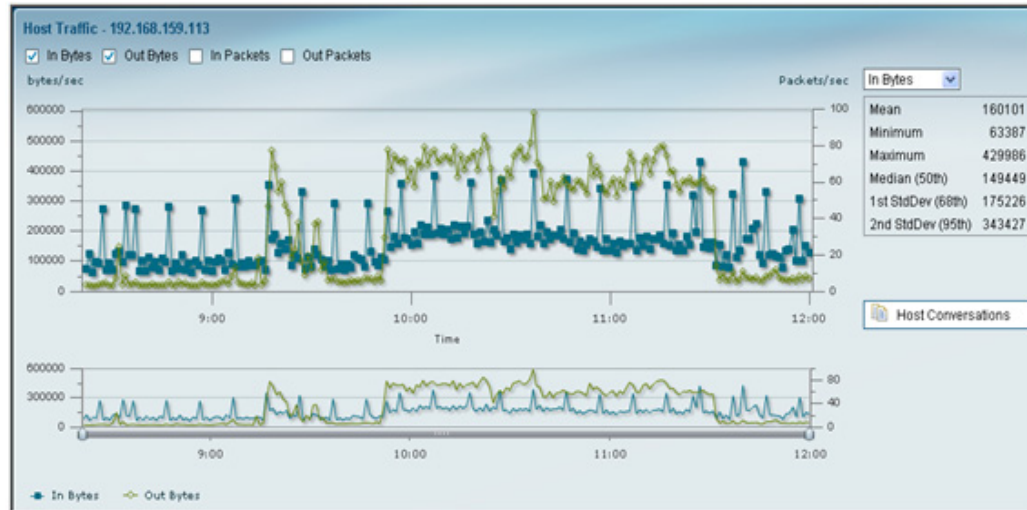 Host Traffic - 192.168.159.113
In Bytes Out Bytes In Packets Out Packets
bytes/sec Packets/sec
In Bytes
Mean 160101
Minimum 63387
Maximum 429986
Median (50th) 149449
1st StdDev (68th) 175226
2nd StdDev (95th) 343427
600000 100
500000
400000 80
300000 60
200000 40
100000 20
0 0
9:00 10:00 11:00 12:00
Time
Host Conversations
600000
300000
0
80
40
0
9:00 10:00 11:00 12:00
In Bytes Out Bytes